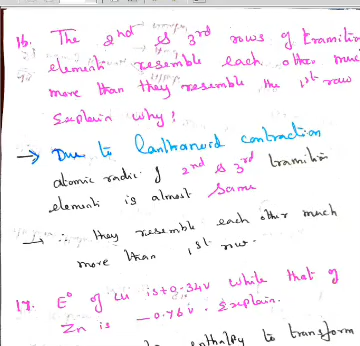 16. The 2nd & 3rd rows of transition
elements resemble each other much
more than they resemble the 1st row
Explain why?
→ Due to Lanthanoid contraction
atomic radii of 2nd & 3rd transition
elements is almost same
→ ∴ they resemble each other much
more than 1st row.
17. E° of Cu is +0.34V while that of
Zn is -0.76V. Explain.
enthalpy to transform